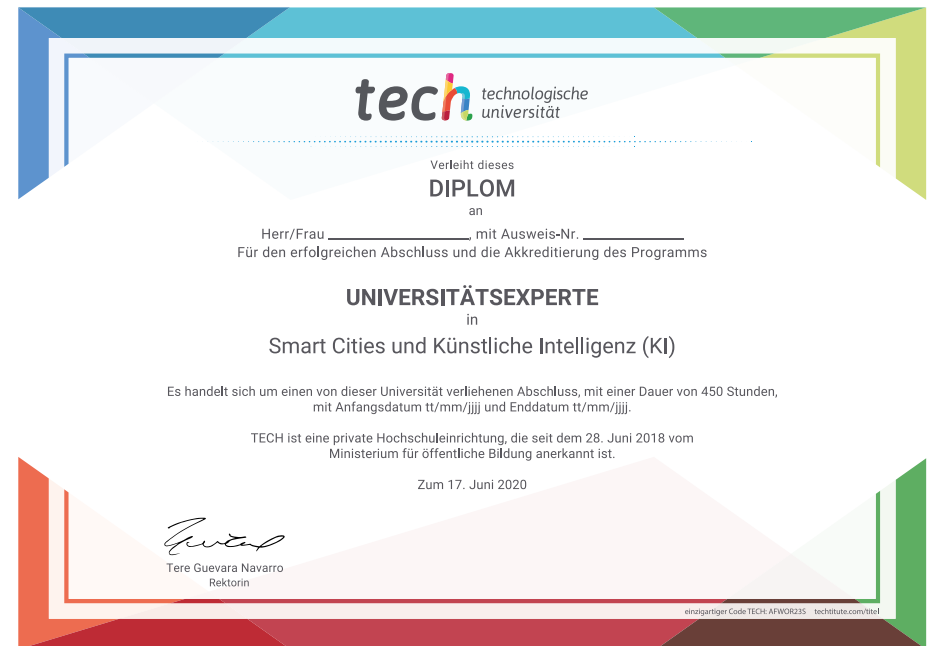 tech technologische
universität
Verleiht dieses
DIPLOM
an
Herr/Frau ____________________, mit Ausweis-Nr. ______________
Für den erfolgreichen Abschluss und die Akkreditierung des Programms
UNIVERSITÄTSEXPERTE
in
Smart Cities und Künstliche Intelligenz (KI)
Es handelt sich um einen von dieser Universität verliehenen Abschluss, mit einer Dauer von 450 Stunden,
mit Anfangsdatum tt/mm/jjjj und Enddatum tt/mm/jjjj.
TECH ist eine private Hochschuleinrichtung, die seit dem 28. Juni 2018 vom
Ministerium für öffentliche Bildung anerkannt ist.
Zum 17. Juni 2020
Tere Guevara Navarro
Rektorin
einzigartiger Code TECH: AFWOR23S techtitute.com/titel